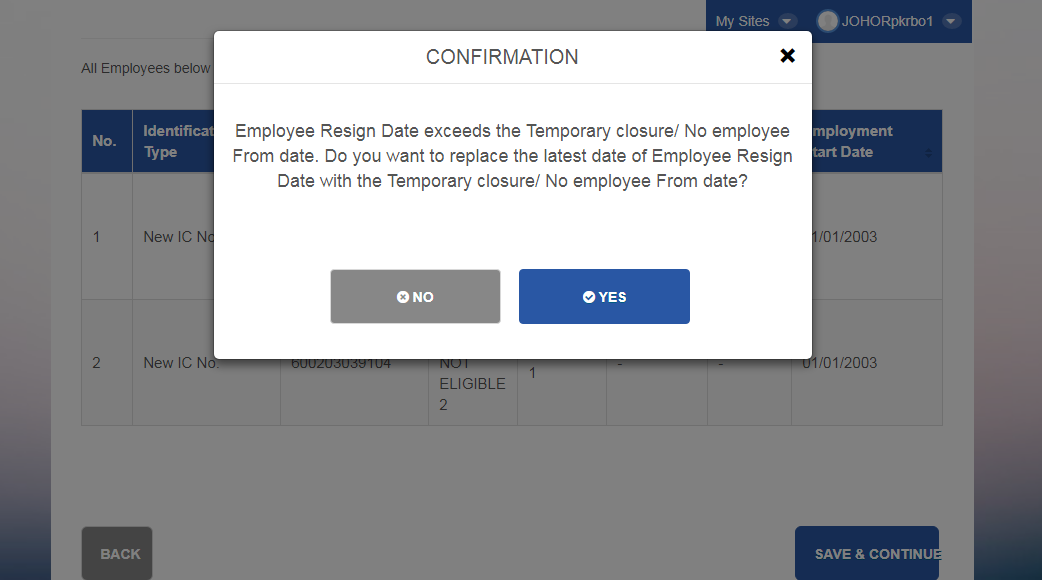 My Sites
JOHORpkrbo1
CONFIRMATION
All Employees below
Employee Resign Date exceeds the Temporary closure/ No employee
From date. Do you want to replace the latest date of Employee Resign
Date with the Temporary closure/ No employee From date?
NO
YES
No.
Identificat
Type
mployment
tart Date
1
New IC No
1/01/2003
2
New IC No.
600203039104
NOT
ELIGIBLE
2
1
-
-
01/01/2003
BACK
SAVE & CONTINUE